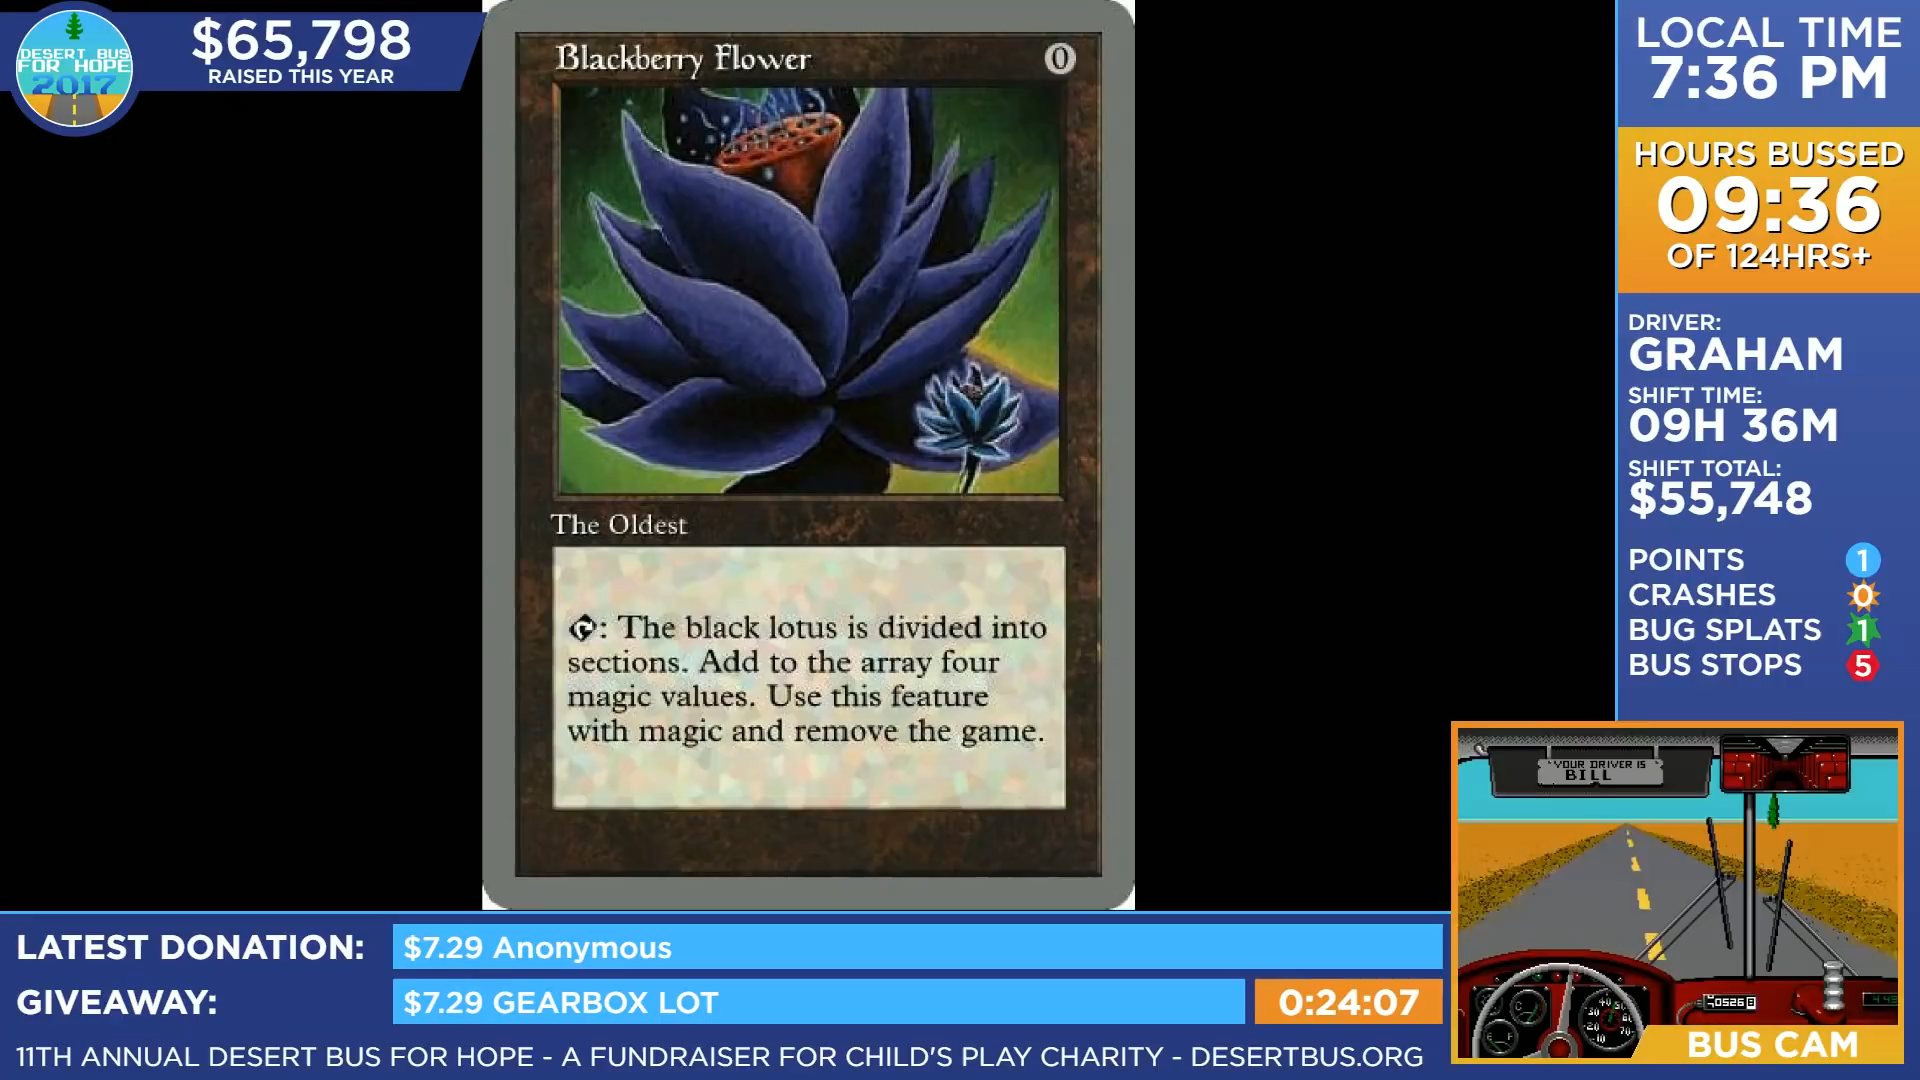 DESERT BUS
FOR HOPE
2017
$65,798
RAISED THIS YEAR
Blackberry Flower
0
The Oldest
: The black lotus is divided into
sections. Add to the array four
magic values. Use this feature
with magic and remove the game.
LOCAL TIME
7:36 PM
HOURS BUSSED
09:36
OF 124HRS+
DRIVER:
GRAHAM
SHIFT TIME:
09H 36M
SHIFT TOTAL:
$55,748
POINTS 1
CRASHES 0
BUG SPLATS 1
BUS STOPS 5
YOUR DRIVER IS
BILL
BUS CAM
LATEST DONATION: $7.29 Anonymous
GIVEAWAY: $7.29 GEARBOX LOT 0:24:07
11TH ANNUAL DESERT BUS FOR HOPE - A FUNDRAISER FOR CHILD'S PLAY CHARITY - DESERTBUS.ORG